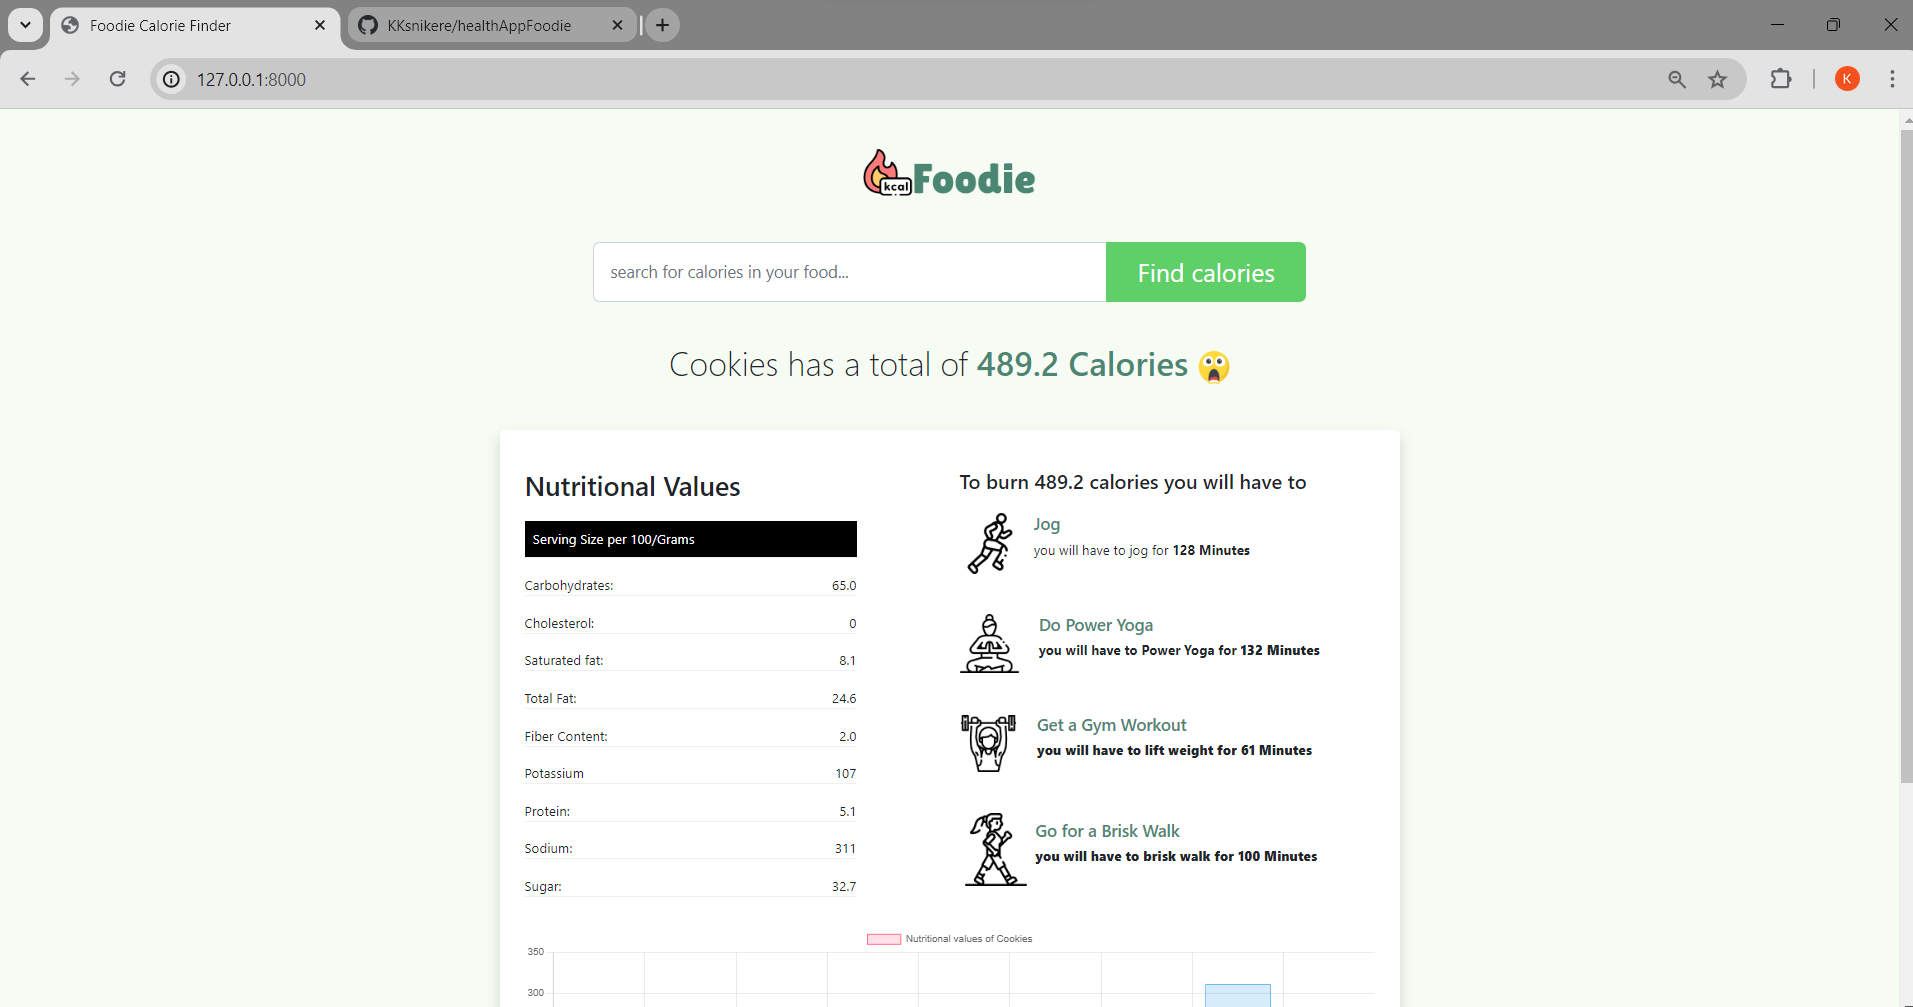 Foodie Calorie Finder
KKsnikere/healthAppFoodie
127.0.0.1:8000
K
kcal Foodie
search for calories in your food...
Find calories
Cookies has a total of 489.2 Calories 😲
Nutritional Values
Serving Size per 100/Grams
Carbohydrates: 65.0
Cholesterol: 0
Saturated fat: 8.1
Total Fat: 24.6
Fiber Content: 2.0
Potassium 107
Protein: 5.1
Sodium: 311
Sugar: 32.7
To burn 489.2 calories you will have to
Jog
you will have to jog for 128 Minutes
Do Power Yoga
you will have to Power Yoga for 132 Minutes
Get a Gym Workout
you will have to lift weight for 61 Minutes
Go for a Brisk Walk
you will have to brisk walk for 100 Minutes
Nutritional values of Cookies
350
300